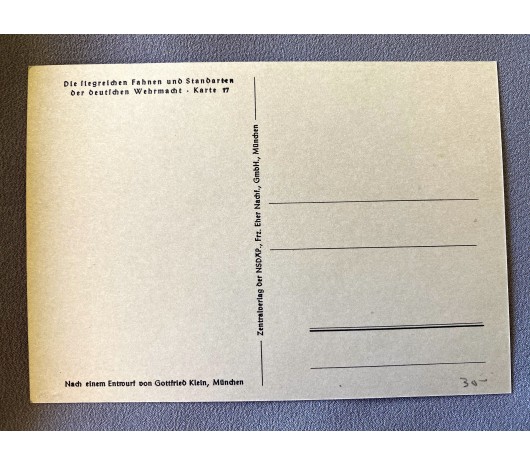 Die siegreichen Fahnen und Standarten
der deutschen Wehrmacht · Karte 17
Zentralverlag der NSDAP., Frz. Eher Nachf., GmbH., München
Nach einem Entwurf von Gottfried Klein, München